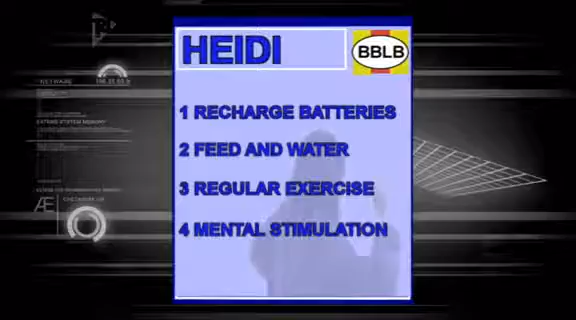 HEIDI
BBLB
1 RECHARGE BATTERIES
2 FEED AND WATER
3 REGULAR EXERCISE
4 MENTAL STIMULATION
Æ